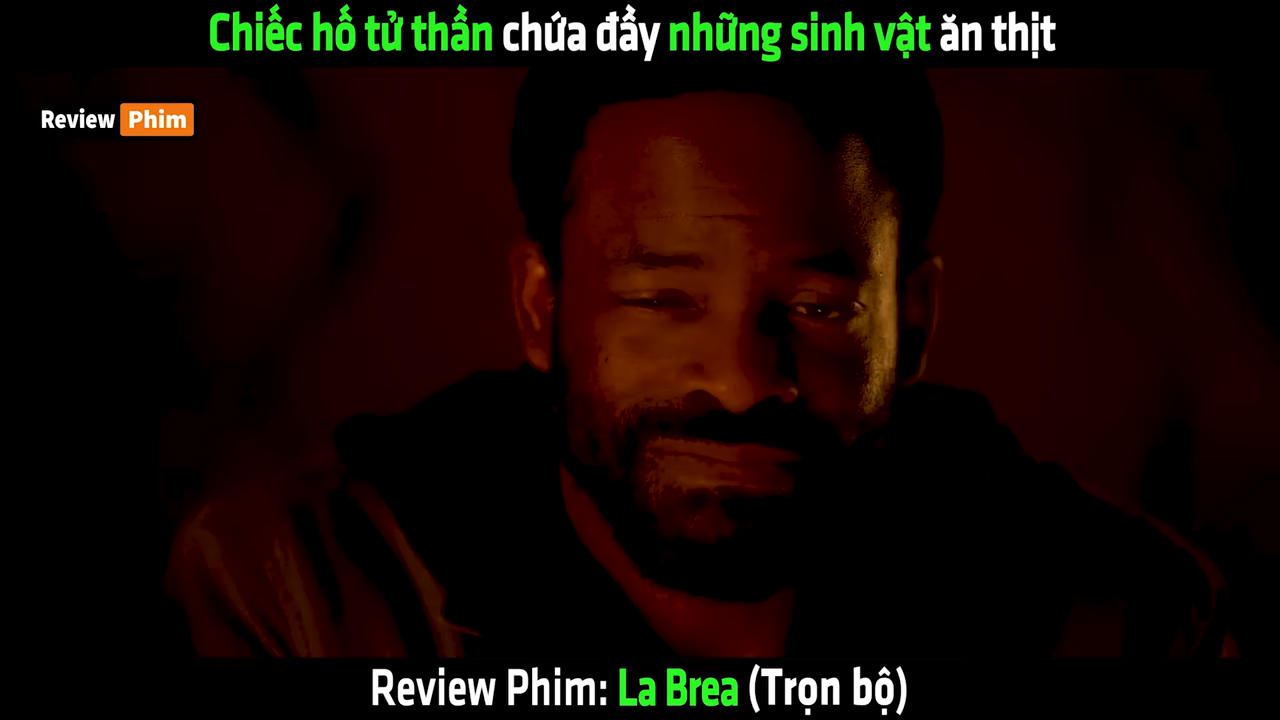 Chiếc hố tử thần chứa đầy những sinh vật ăn thịt
Review Phim
Review Phim: La Brea (Trọn bộ)